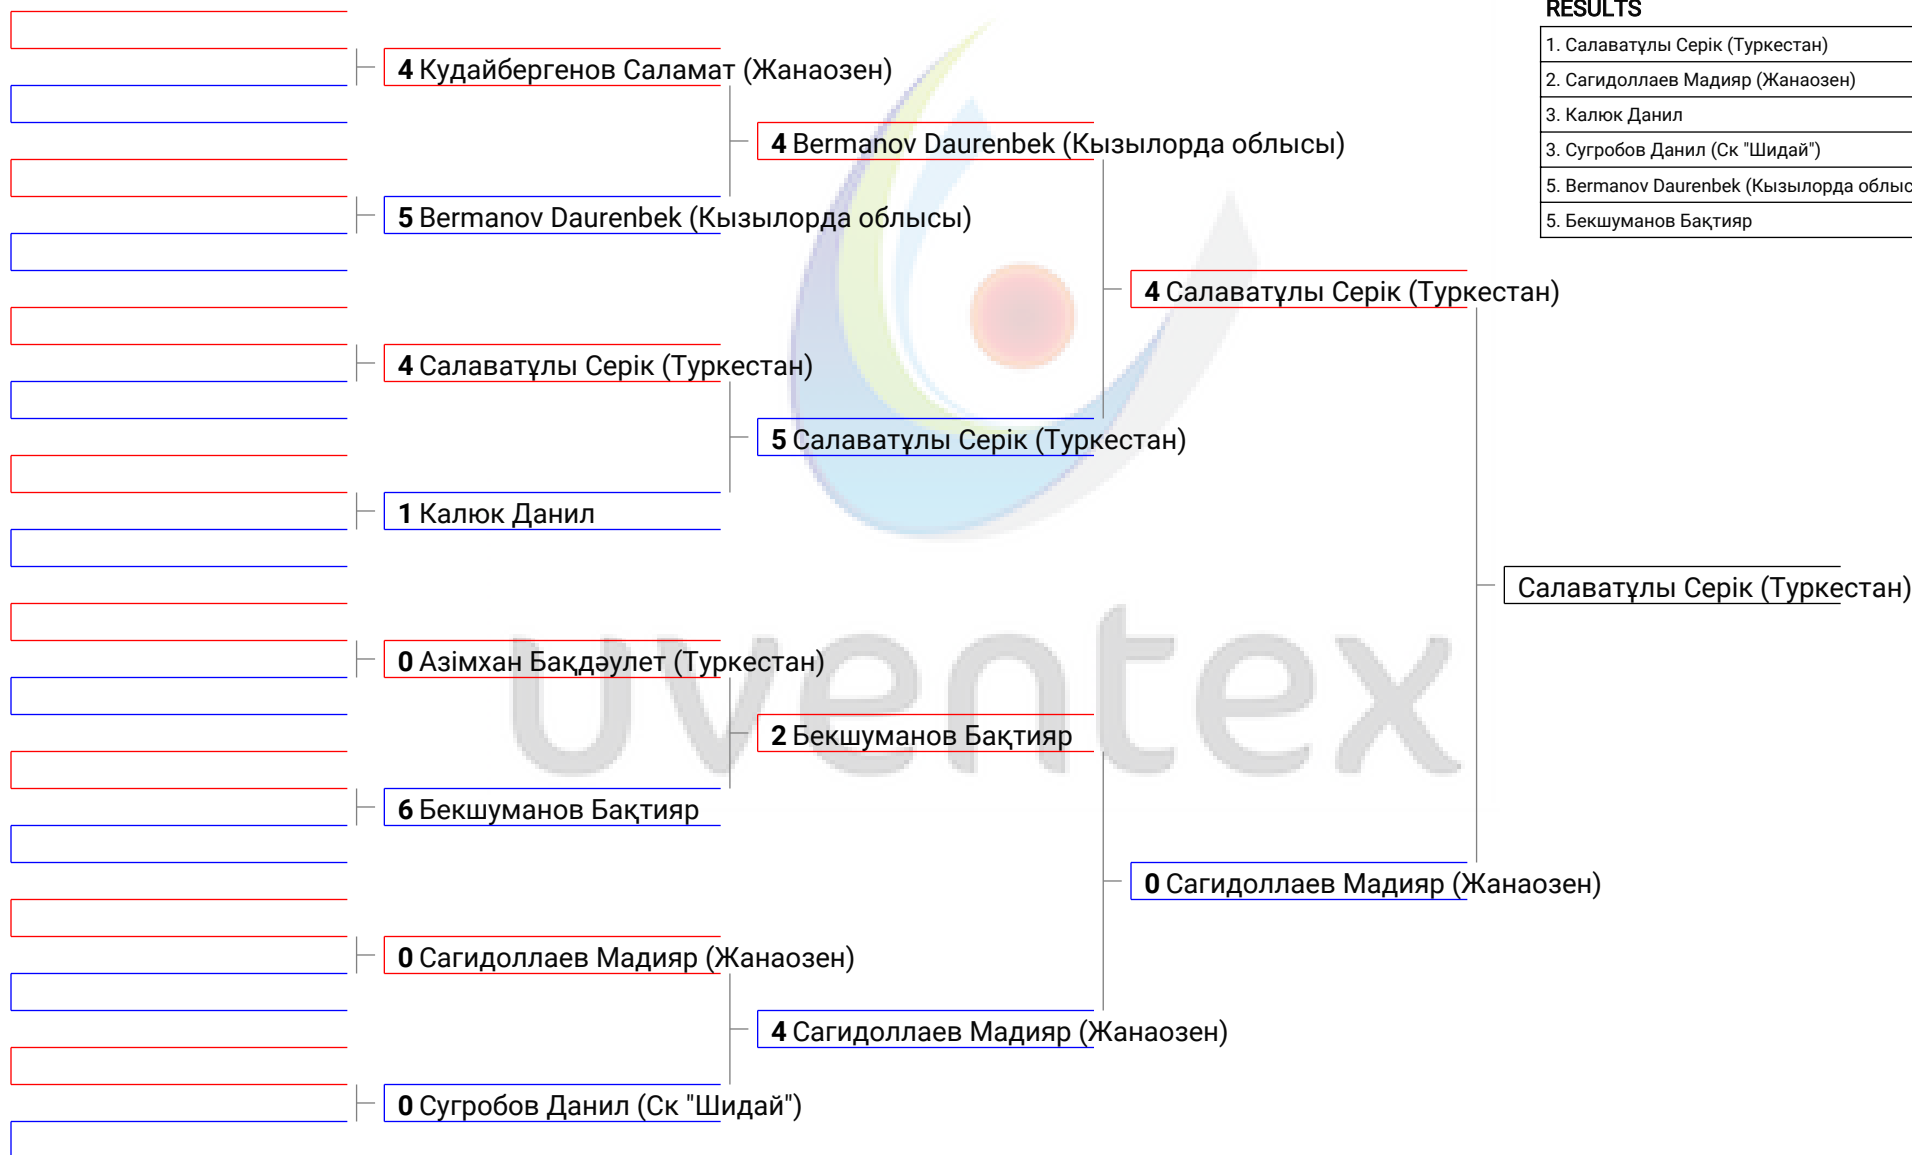 RESULTS
1. Салаватұлы Серік (Туркестан)
2. Сагидоллаев Мадияр (Жанаозен)
3. Калюк Данил
3. Сугробов Данил (Ск "Шидай")
5. Bermanov Daurenbek (Кызылорда облыс
5. Бекшуманов Бақтияр
4 Кудайбергенов Саламат (Жанаозен)
4 Bermanov Daurenbek (Кызылорда облысы)
5 Bermanov Daurenbek (Кызылорда облысы)
4 Салаватұлы Серік (Туркестан)
4 Салаватұлы Серік (Туркестан)
5 Салаватұлы Серік (Туркестан)
1 Калюк Данил
Салаватұлы Серік (Туркестан)
0 Азімхан Бақдәулет (Туркестан)
uventex
2 Бекшуманов Бақтияр
6 Бекшуманов Бақтияр
0 Сагидоллаев Мадияр (Жанаозен)
0 Сагидоллаев Мадияр (Жанаозен)
4 Сагидоллаев Мадияр (Жанаозен)
0 Сугробов Данил (Ск "Шидай")